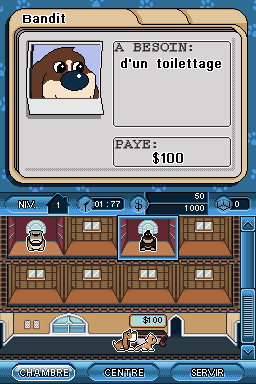 Bandit
A BESOIN:
d'un toilettage
PAYE:
$100
NIV. 1
01:77
$
50
1000
0
$100
CHAMBRE
CENTRE
SERVIR